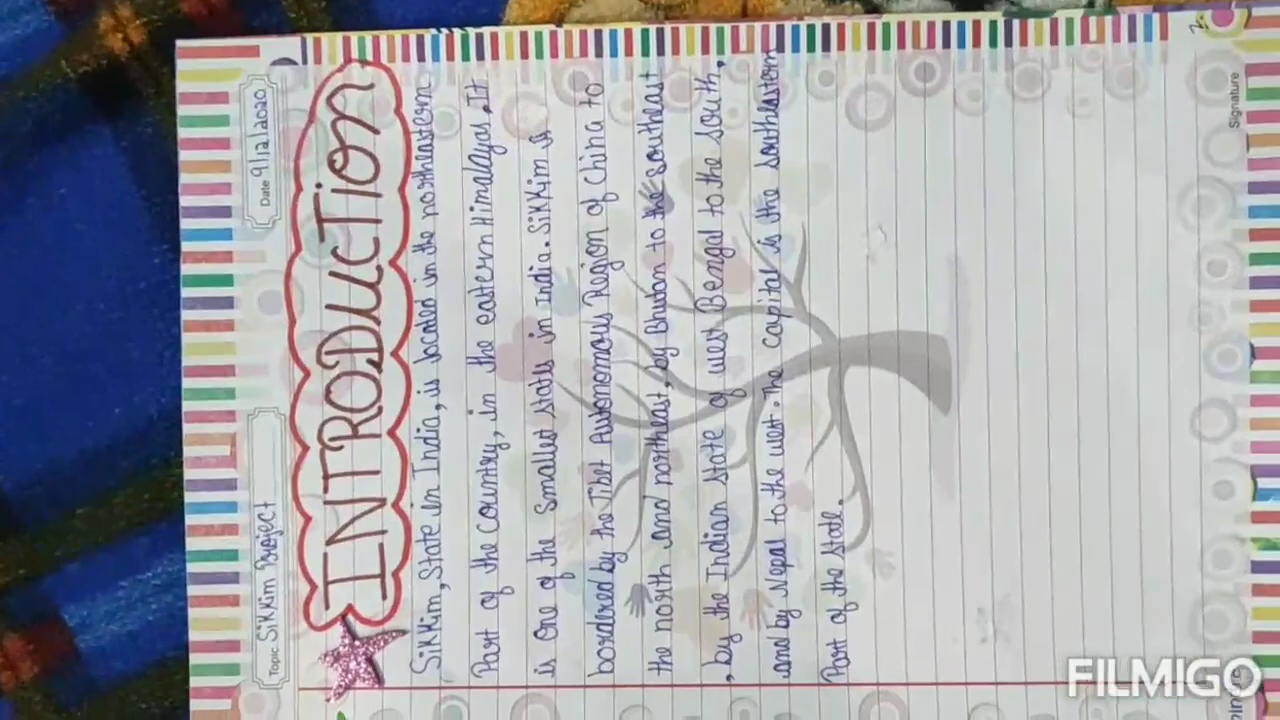 Topic Sikkim Project
Date 9/12/2020
INTRODUCTION
Sikkim, State in India, is located in the northeastern
Part of the country, in the eastern Himalayas. It
is one of the Smallest states in India. Sikkim is
bordered by the Tibet Autonomous Region of China to
the north and northeast, by Bhutan to the southeast
, by the Indian state of west Bengal to the south,
and by Nepal to the west. The capital is the southeastern
Part of the state.
Signature
FILMIGO